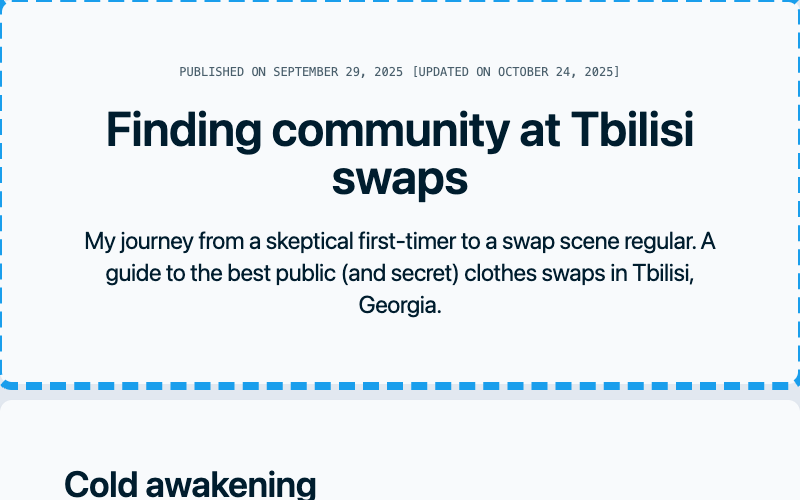 PUBLISHED ON SEPTEMBER 29, 2025 [UPDATED ON OCTOBER 24, 2025]
Finding community at Tbilisi
swaps
My journey from a skeptical first-timer to a swap scene regular. A
guide to the best public (and secret) clothes swaps in Tbilisi,
Georgia.
Cold awakening